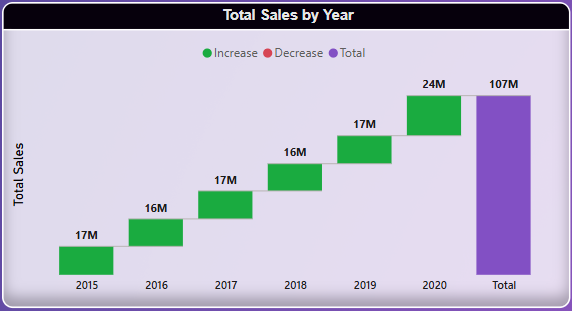 Total Sales by Year
Increase Decrease Total
Total Sales
17M
16M
17M
16M
17M
24M
107M
2015 2016 2017 2018 2019 2020 Total